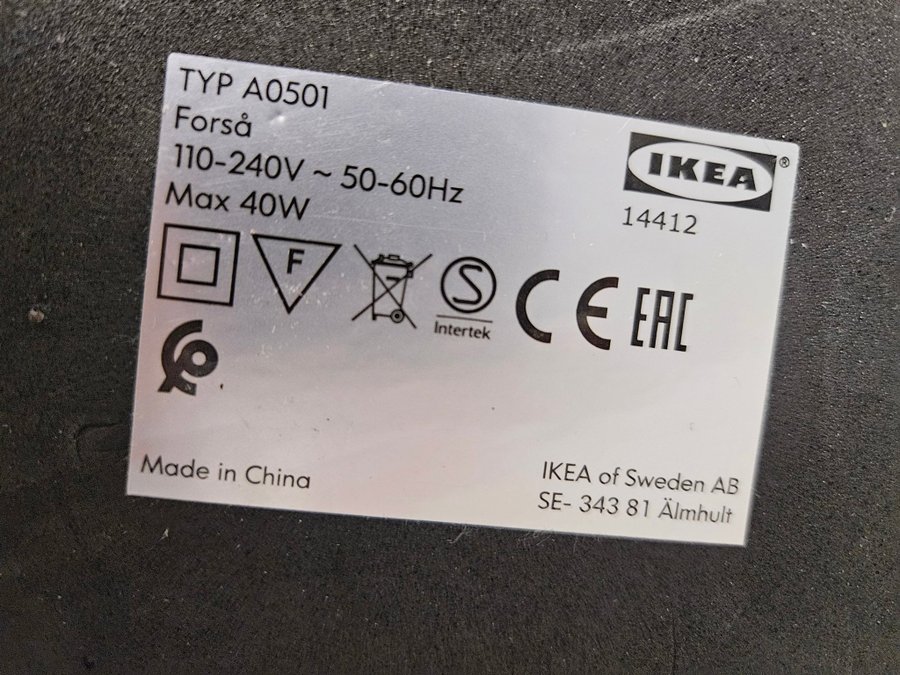 TYP A0501
Forså
110-240V ~ 50-60Hz
Max 40W
IKEA ®
14412
F
S
Intertek
CE
EAC
Made in China
IKEA of Sweden AB
SE- 343 81 Älmhult